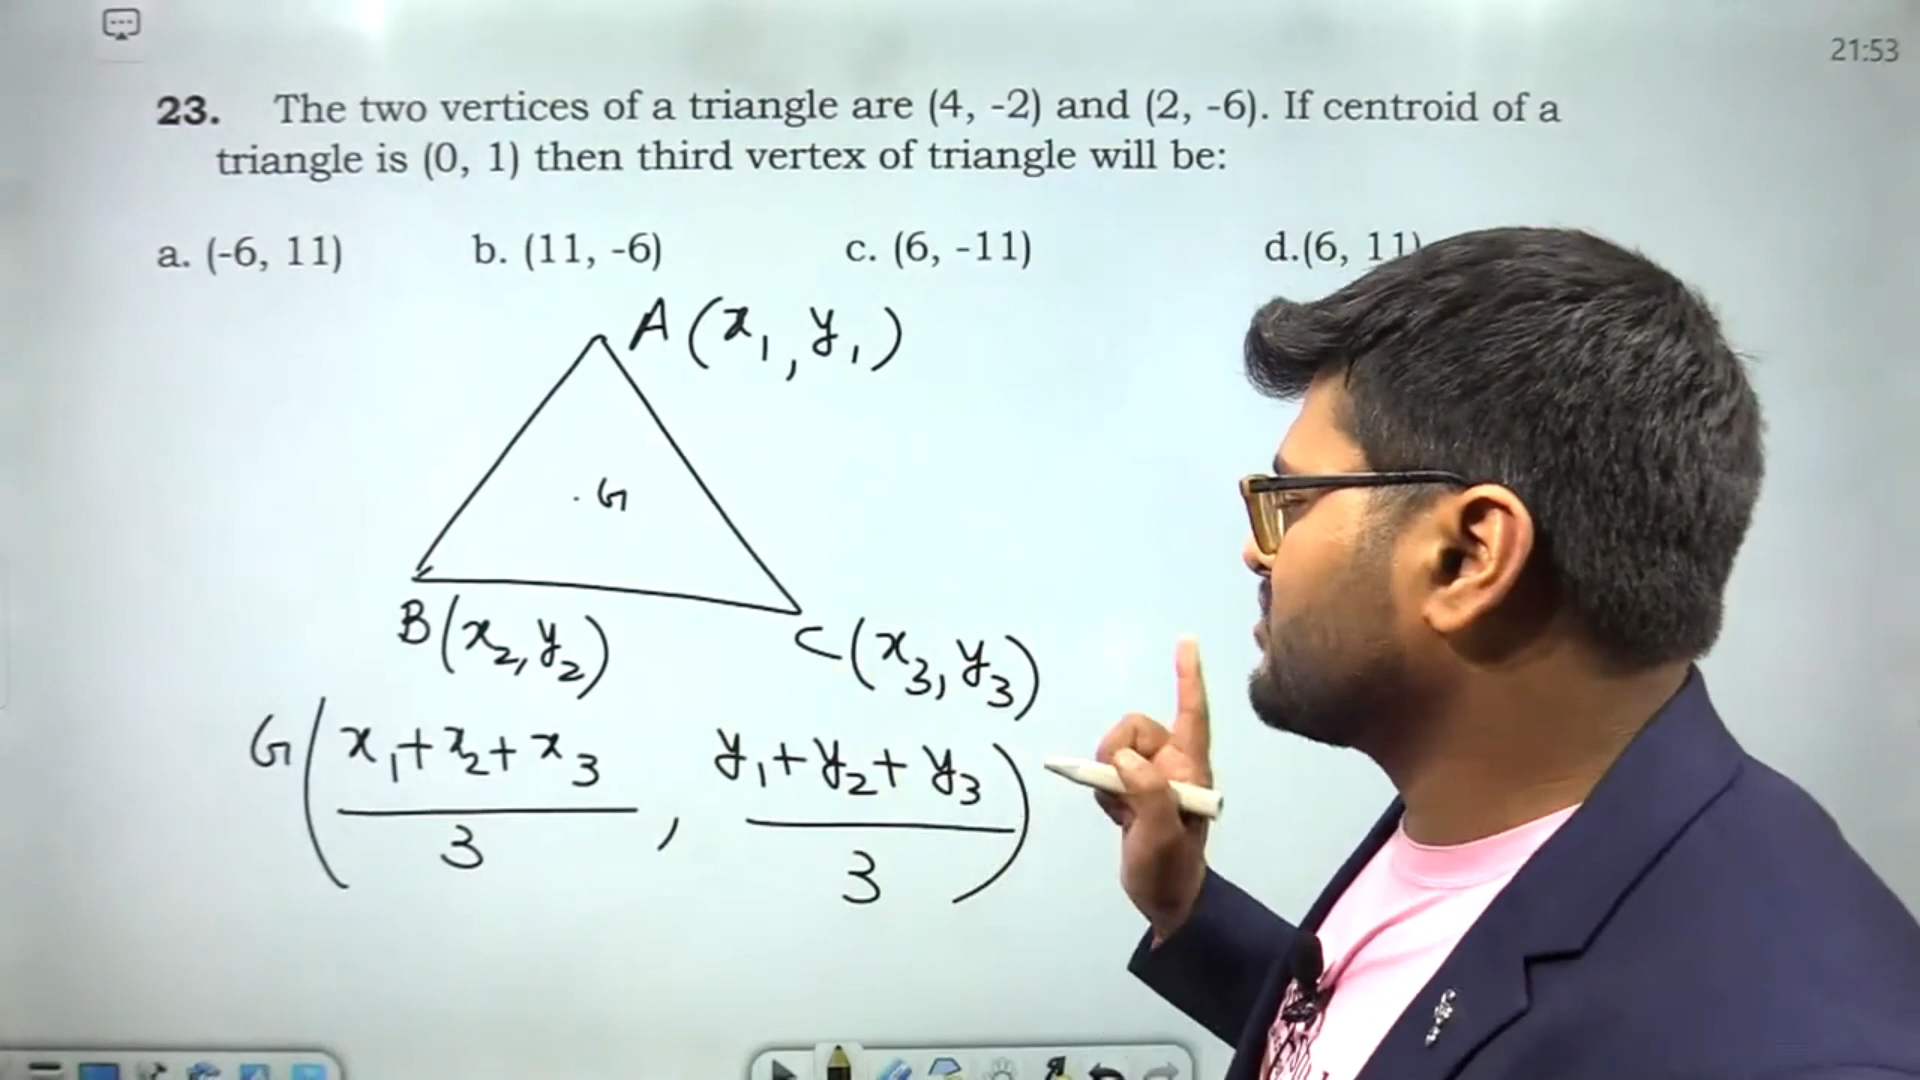 21:53
23. The two vertices of a triangle are (4, -2) and (2, -6). If centroid of a
triangle is (0, 1) then third vertex of triangle will be:
a. (-6, 11) b. (11, -6) c. (6, -11) d.(6, 11)
A (x₁, y₁)
. G
B(x₂, y₂) C(x₃, y₃)
G( x₁+x₂+x₃ , y₁+y₂+y₃ )
3 3